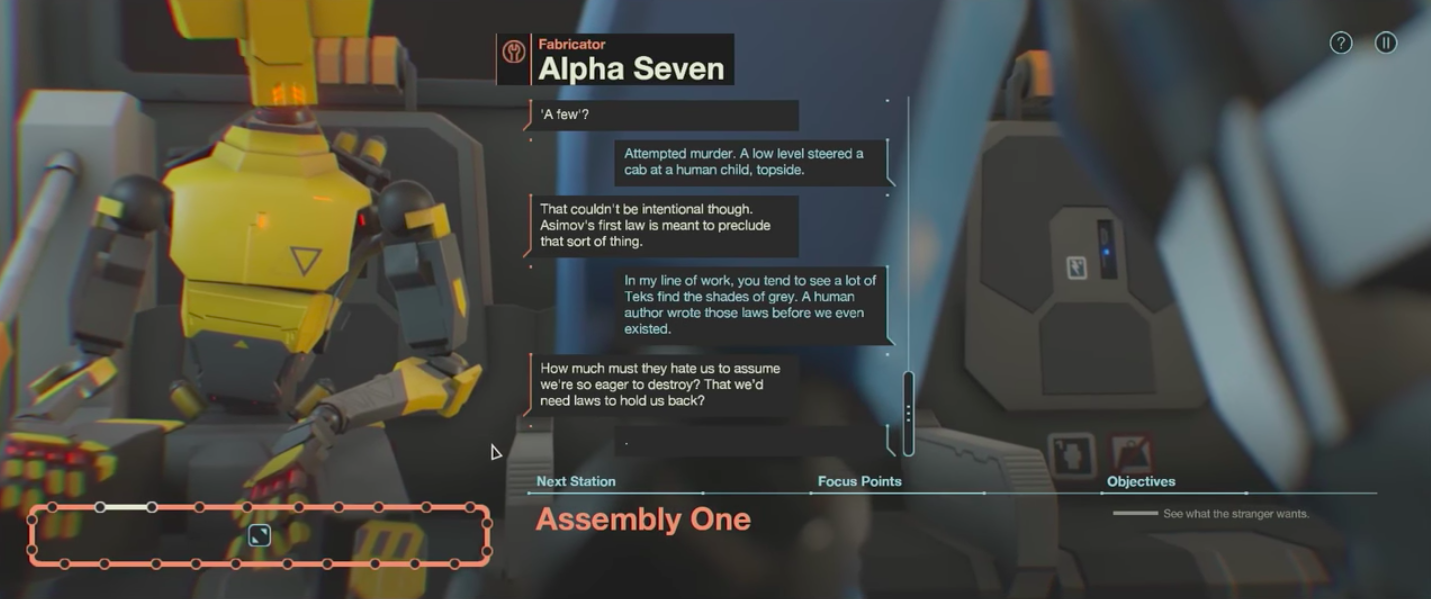 Fabricator
Alpha Seven
'A few'?
Attempted murder. A low level steered a
cab at a human child, topside.
That couldn't be intentional though.
Asimov's first law is meant to preclude
that sort of thing.
In my line of work, you tend to see a lot of
Teks find the shades of grey. A human
author wrote those laws before we even
existed.
How much must they hate us to assume
we're so eager to destroy? That we'd
need laws to hold us back?
.
Next Station
Focus Points
Objectives
Assembly One
See what the stranger wants.
?